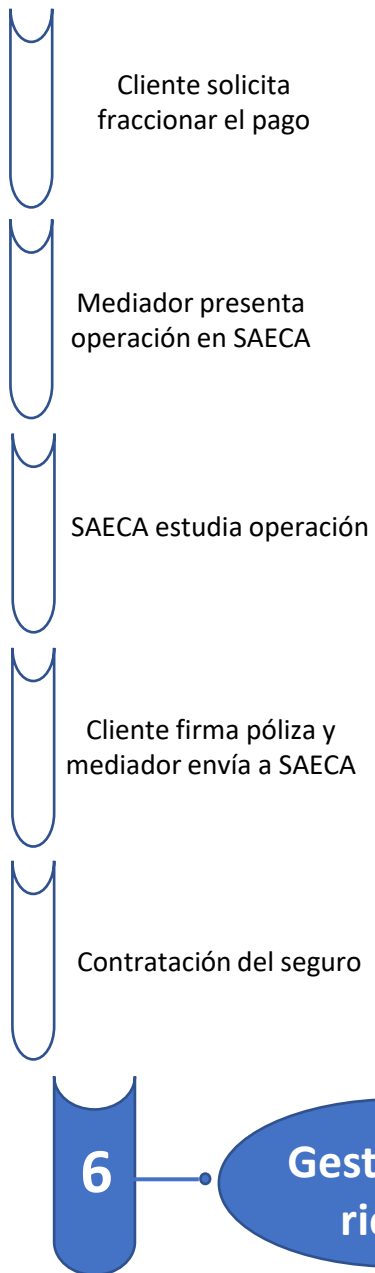 Cliente solicita
fraccionar el pago
Mediador presenta
operación en SAECA
SAECA estudia operación
Cliente firma póliza y
mediador envía a SAECA
Contratación del seguro
6
Gest